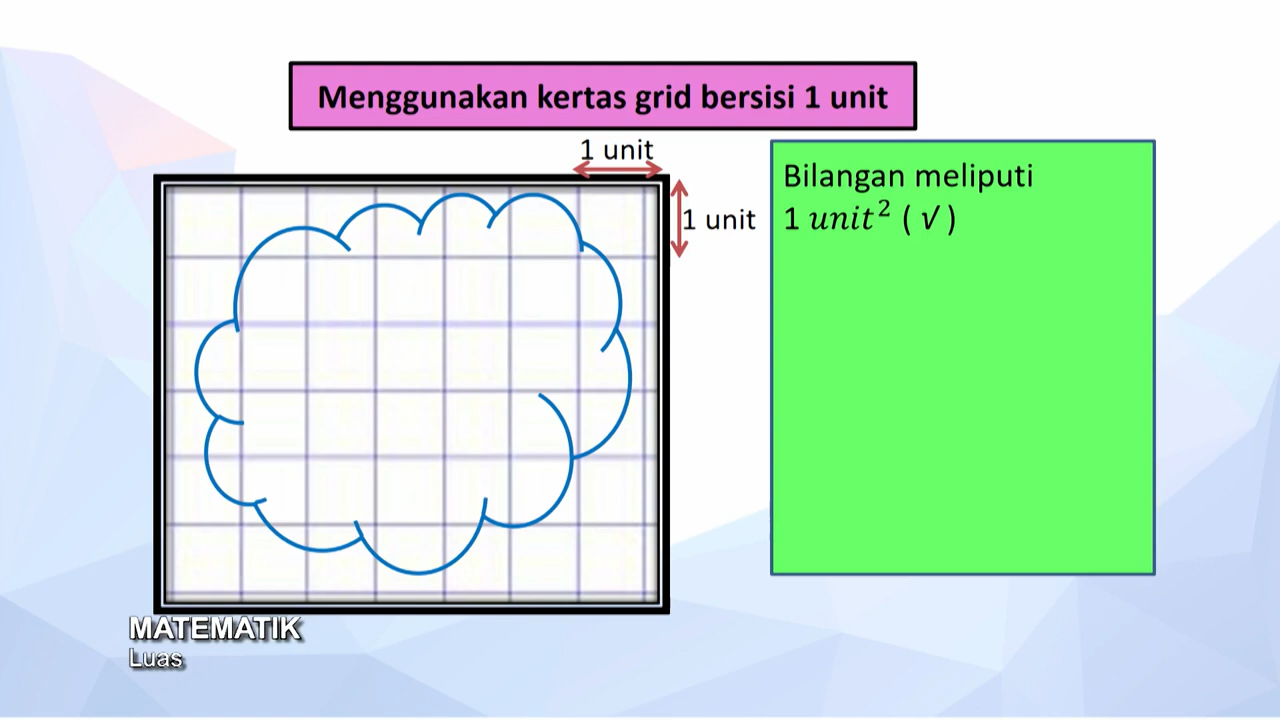 Menggunakan kertas grid bersisi 1 unit
1 unit
1 unit
Bilangan meliputi
1 unit² ( √ )
MATEMATIK
Luas